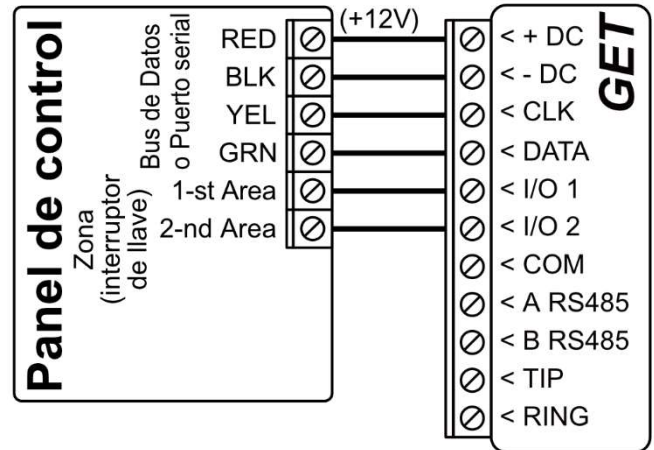 Panel de control
Zona
(interruptor
de llave)
Bus de Datos
o Puerto serial
RED
BLK
YEL
GRN
1-st Area
2-nd Area
(+12V)
GET
< + DC
< - DC
< CLK
< DATA
< I/O 1
< I/O 2
< COM
< A RS485
< B RS485
< TIP
< RING